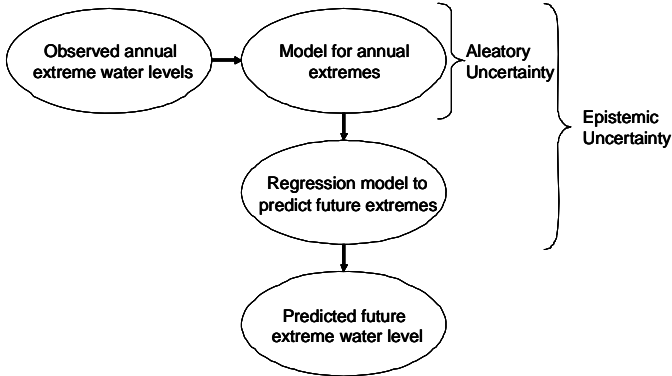 Observed annual
extreme water levels
Model for annual
extremes
Aleatory
Uncertainty
Epistemic
Uncertainty
Regression model to
predict future extremes
Predicted future
extreme water level